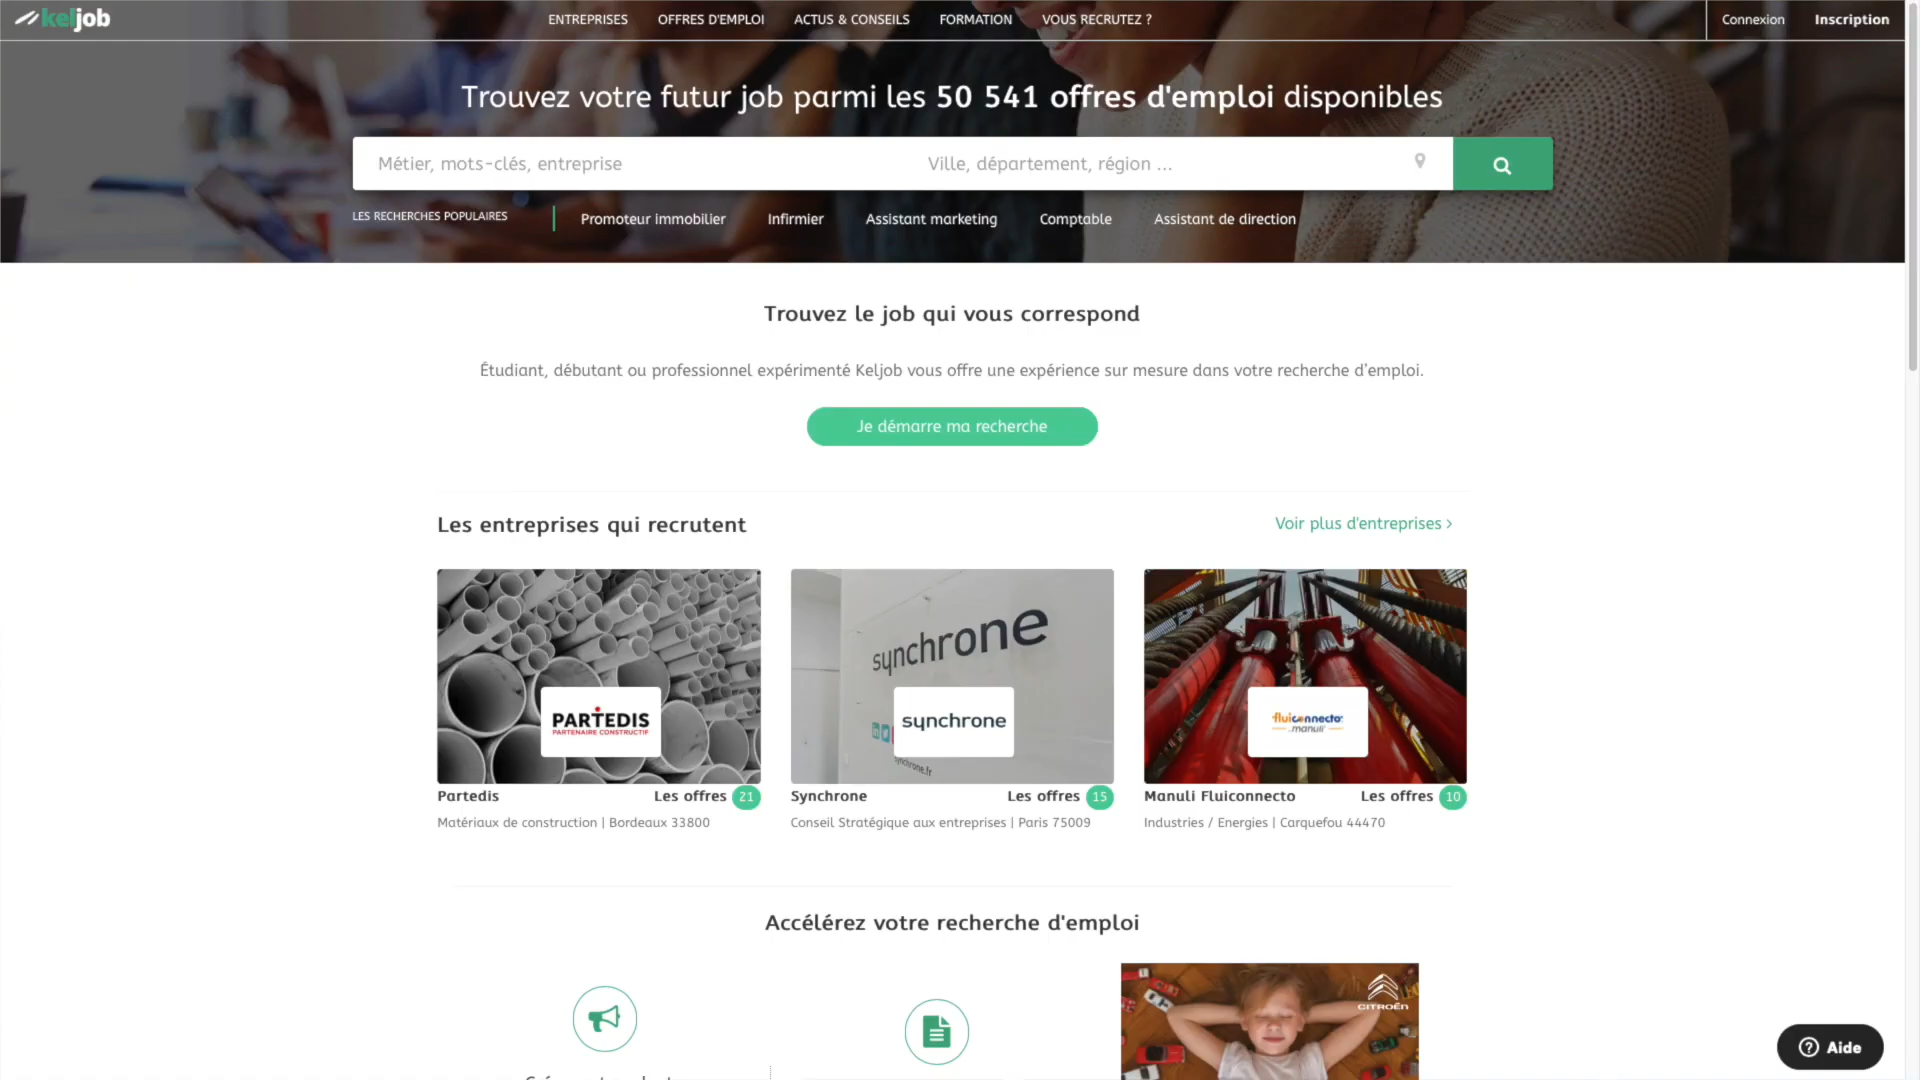 keljob
ENTREPRISES
OFFRES D'EMPLOI
ACTUS & CONSEILS
FORMATION
VOUS RECRUTEZ ?
Connexion
Inscription
Trouvez votre futur job parmi les 50 541 offres d'emploi disponibles
Métier, mots-clés, entreprise
Ville, département, région ...
LES RECHERCHES POPULAIRES
Promoteur immobilier
Infirmier
Assistant marketing
Comptable
Assistant de direction
Trouvez le job qui vous correspond
Étudiant, débutant ou professionnel expérimenté Keljob vous offre une expérience sur mesure dans votre recherche d'emploi.
Je démarre ma recherche
Les entreprises qui recrutent
Voir plus d'entreprises >
PARTEDIS
PARTENAIRE CONSTRUCTIF
synchrone
synchrone
synchrone.fr
fluiconnecto
manuli
Partedis
Les offres 21
Matériaux de construction | Bordeaux 33800
Synchrone
Les offres 15
Conseil Stratégique aux entreprises | Paris 75009
Manuli Fluiconnecto
Les offres 10
Industries / Energies | Carquefou 44470
Accélérez votre recherche d'emploi
CITROËN
? Aide